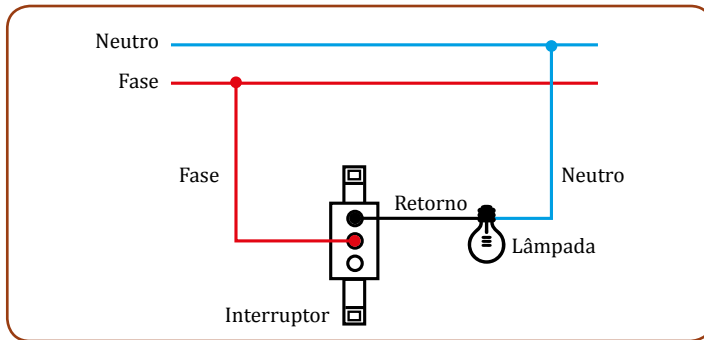 Neutro
Fase
Fase
Neutro
Retorno
Lâmpada
Interruptor